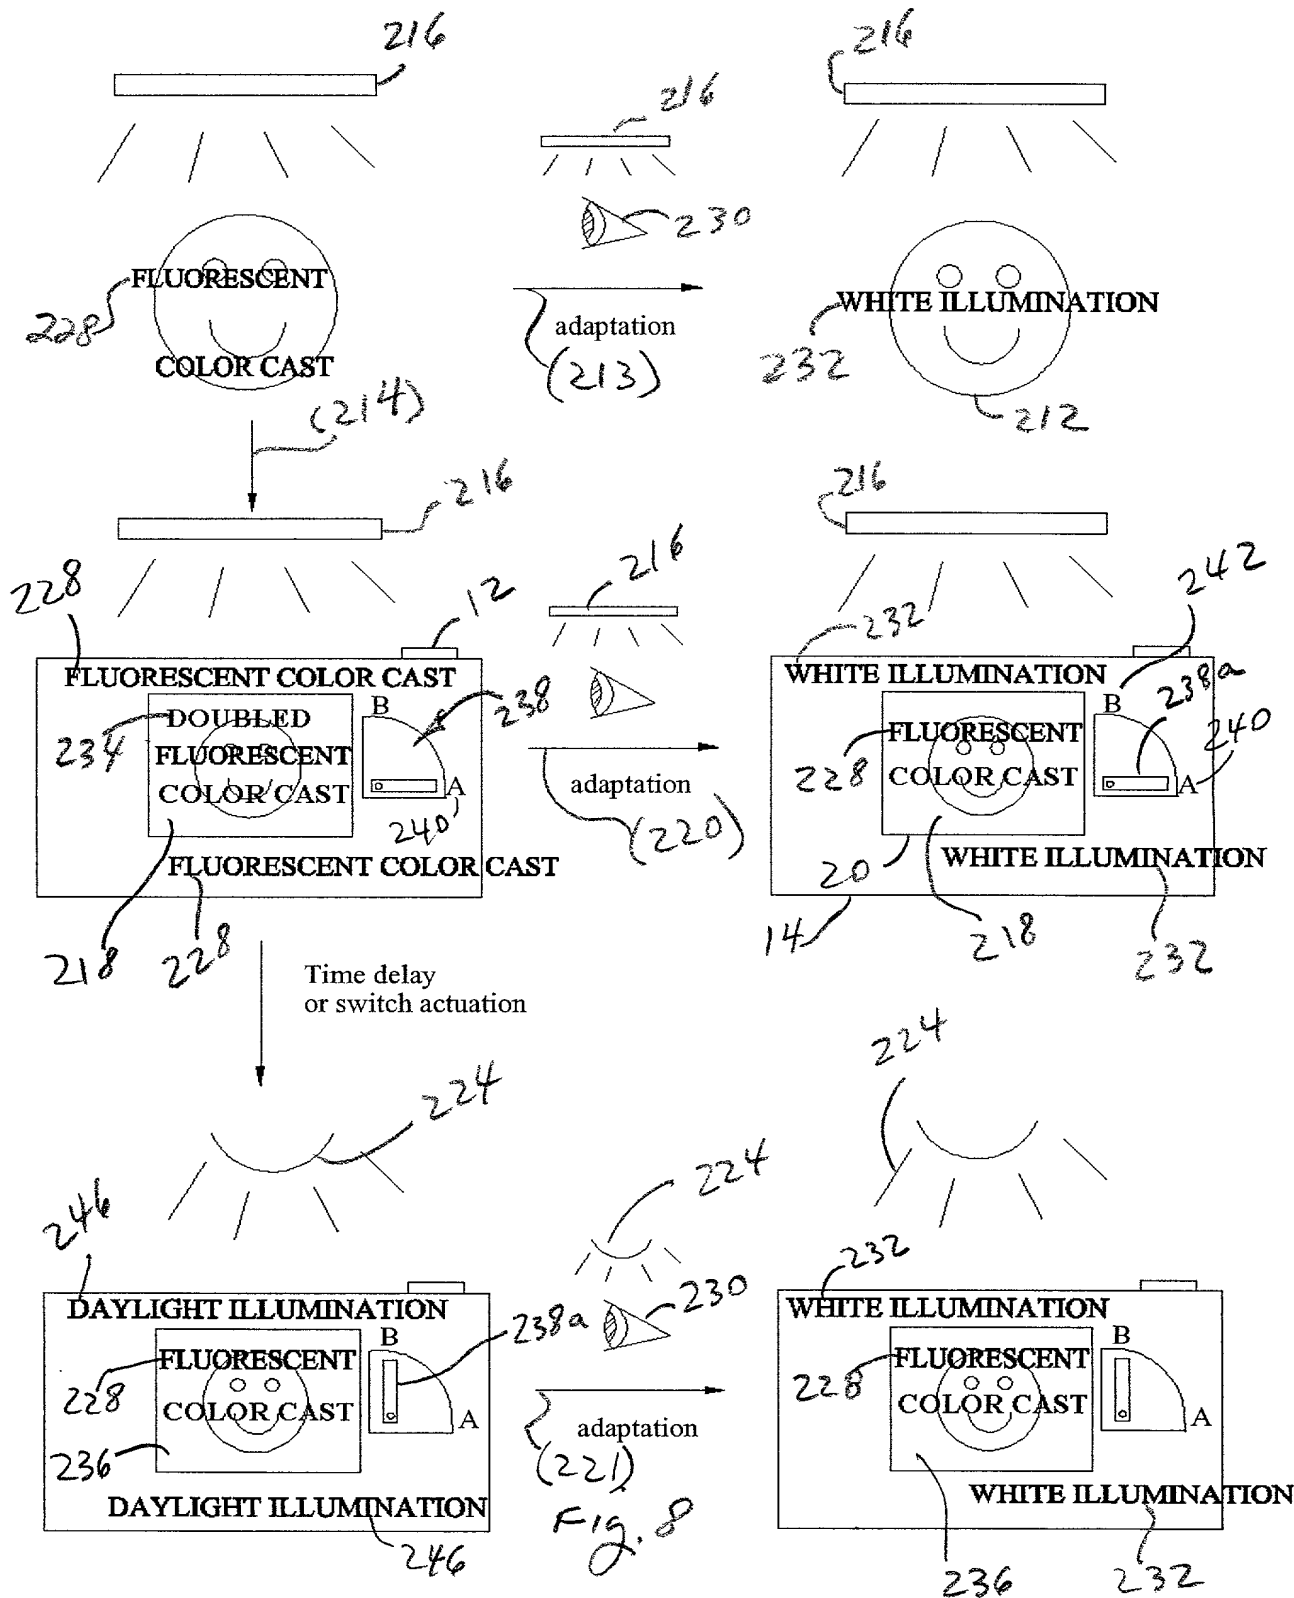 216
216
216
230
FLUORESCENT
228
COLOR CAST
adaptation
(213)
WHITE ILLUMINATION
232
212
(214)
216
216
216
228
12
232
242
FLUORESCENT COLOR CAST
WHITE ILLUMINATION
238a
B
238
B
240
DOUBLED
234
FLUORESCENT
COLOR CAST
A
240
adaptation
(220)
FLUORESCENT
228
COLOR CAST
A
FLUORESCENT COLOR CAST
WHITE ILLUMINATION
20
14
218
232
218
228
Time delay
or switch actuation
224
224
224
246
232
DAYLIGHT ILLUMINATION
238a
230
WHITE ILLUMINATION
B
B
FLUORESCENT
228
COLOR CAST
A
FLUORESCENT
228
COLOR CAST
A
236
adaptation
(221)
DAYLIGHT ILLUMINATION
246
WHITE ILLUMINATION
236
232
Fig. 8